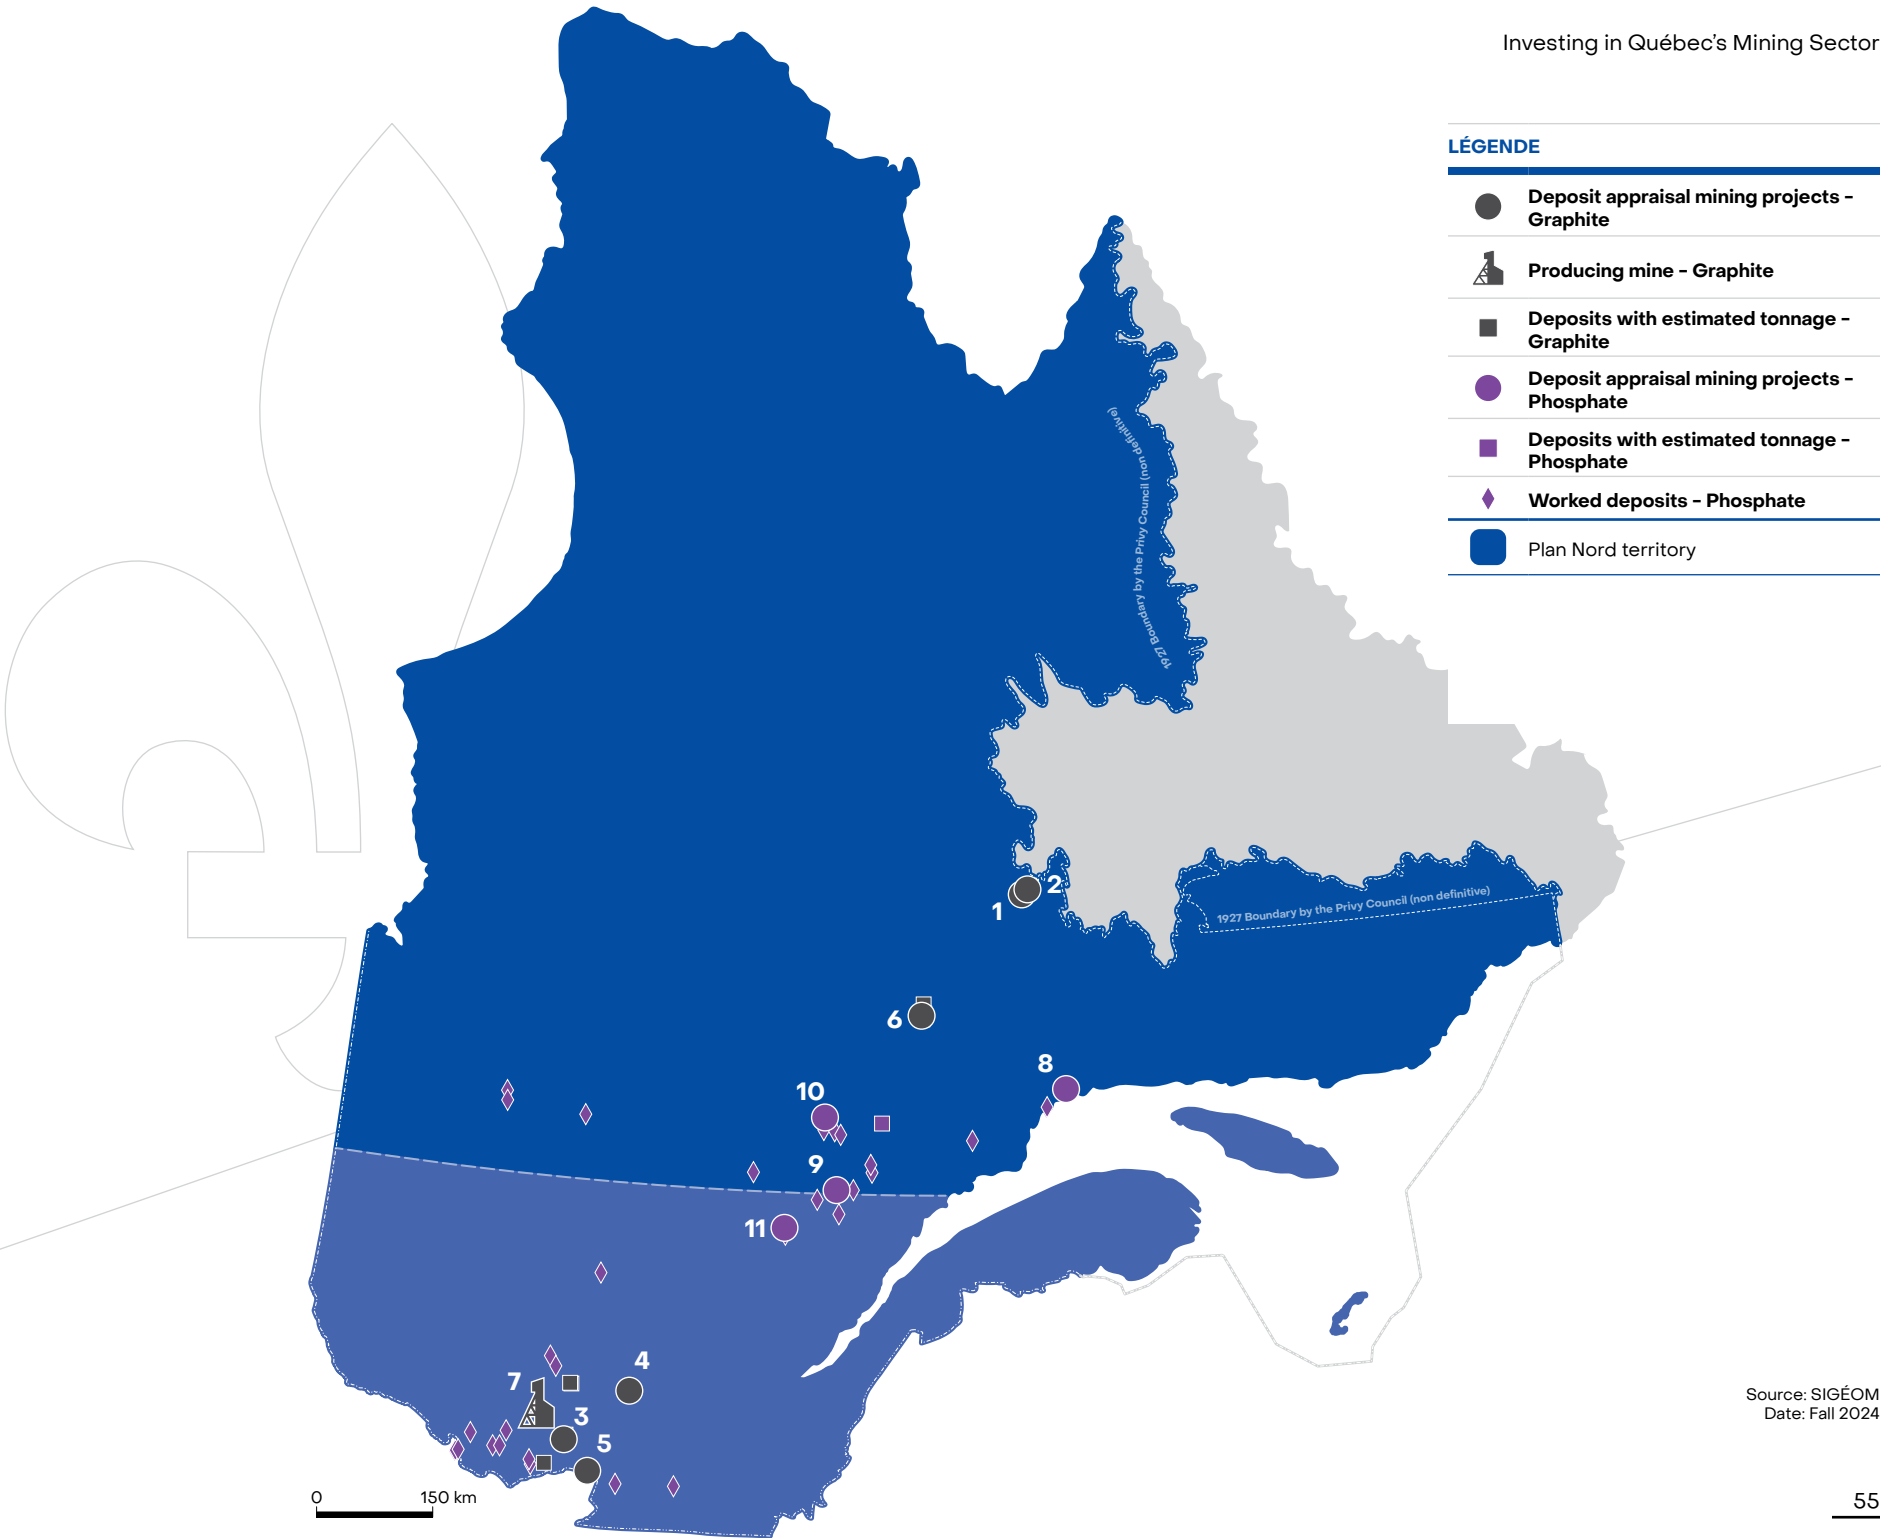 Investing in Québec's Mining Sector
LÉGENDE
Deposit appraisal mining projects –
Graphite
Producing mine – Graphite
Deposits with estimated tonnage –
Graphite
Deposit appraisal mining projects –
Phosphate
Deposits with estimated tonnage –
Phosphate
Worked deposits – Phosphate
Plan Nord territory
1927 Boundary by the Privy Council (non definitive)
2
1
1927 Boundary by the Privy Council (non definitive)
6
8
10
9
11
4
7
3
5
0 150 km
Source: SIGÉOM
Date: Fall 2024
55